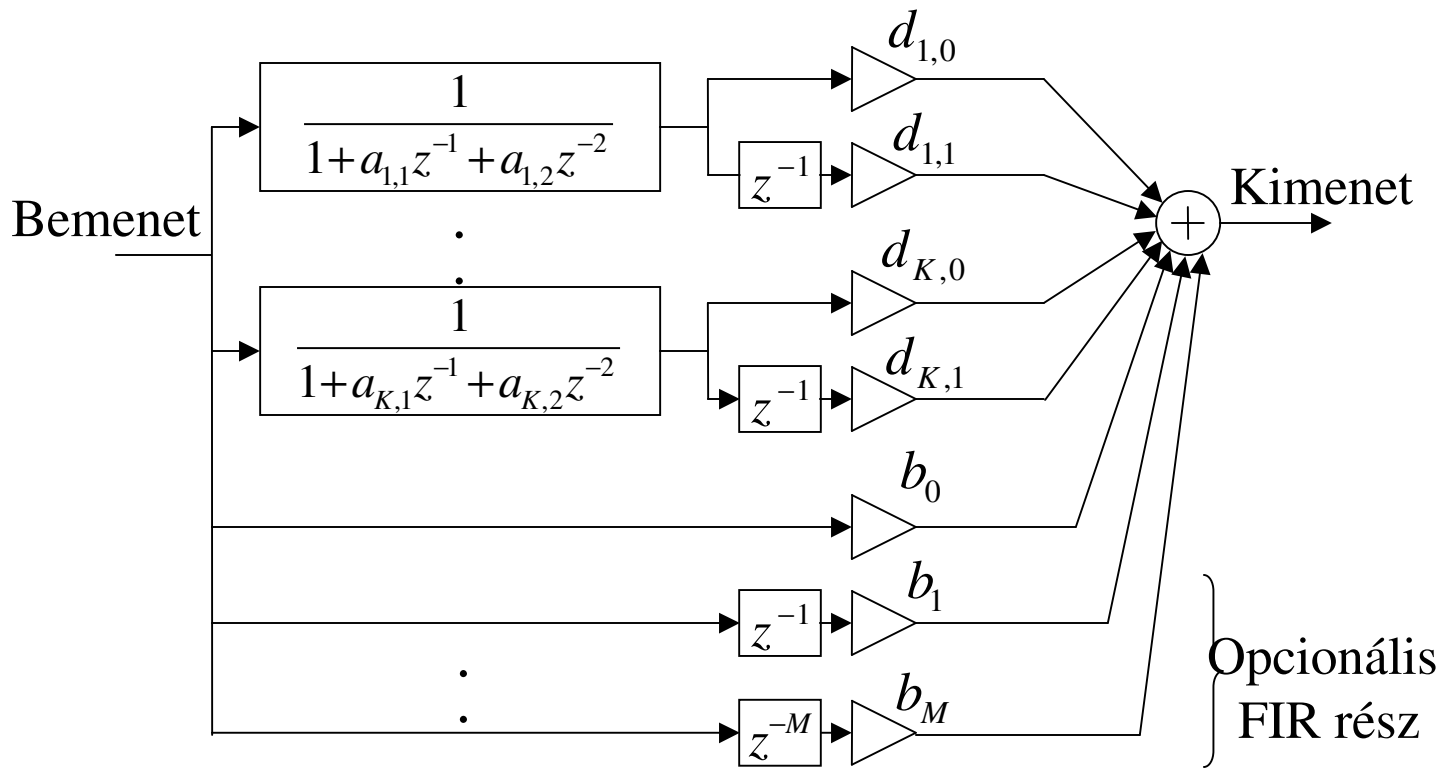 d_{1,0}
1
1+a_{1,1}z^{-1}+a_{1,2}z^{-2}
d_{1,1}
z^{-1}
Bemenet
+
Kimenet
d_{K,0}
1
1+a_{K,1}z^{-1}+a_{K,2}z^{-2}
d_{K,1}
z^{-1}
b_0
b_1
z^{-1}
b_M
z^{-M}
Opcionális
FIR rész